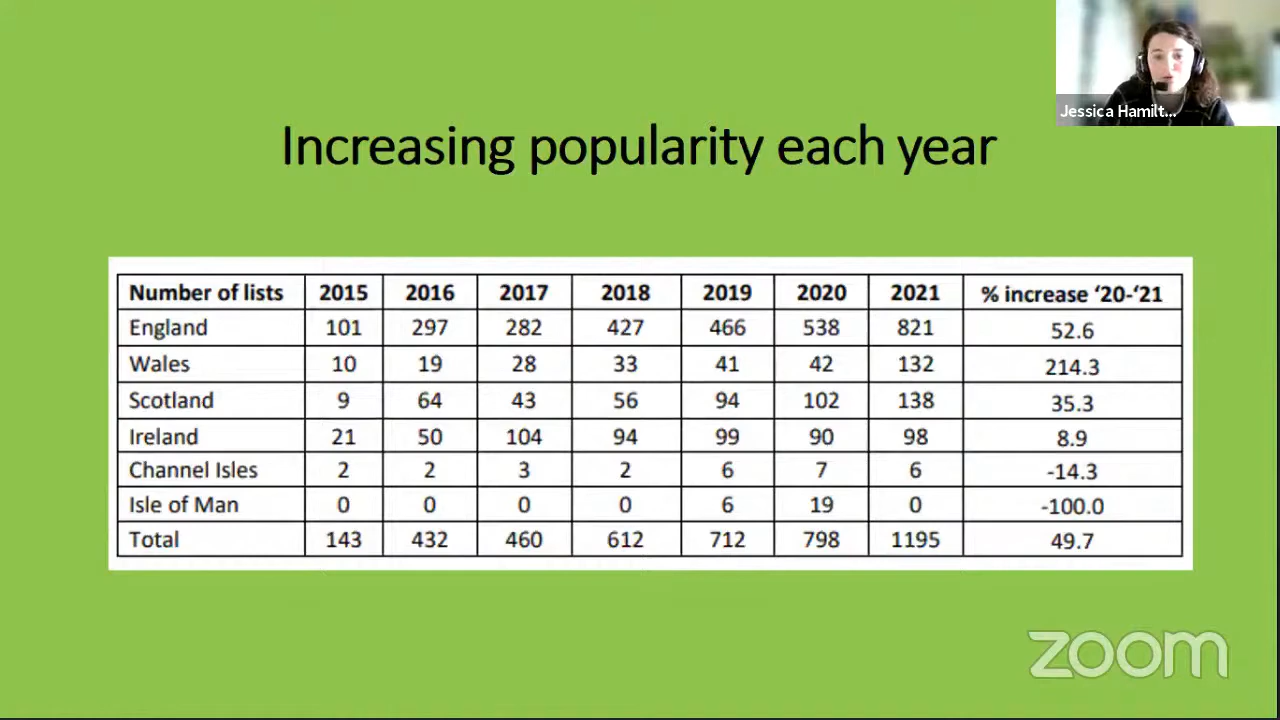 Jessica Hamilt...
Increasing popularity each year
Number of lists 2015 2016 2017 2018 2019 2020 2021 % increase ‘20-‘21
England 101 297 282 427 466 538 821 52.6
Wales 10 19 28 33 41 42 132 214.3
Scotland 9 64 43 56 94 102 138 35.3
Ireland 21 50 104 94 99 90 98 8.9
Channel Isles 2 2 3 2 6 7 6 -14.3
Isle of Man 0 0 0 0 6 19 0 -100.0
Total 143 432 460 612 712 798 1195 49.7
zoom